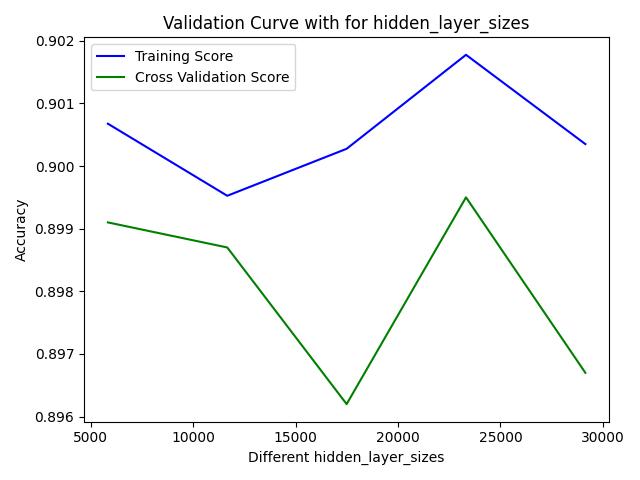 Validation Curve with for hidden_layer_sizes
Training Score
Cross Validation Score
0.902
0.901
0.900
0.899
0.898
0.897
0.896
Accuracy
5000 10000 15000 20000 25000 30000
Different hidden_layer_sizes